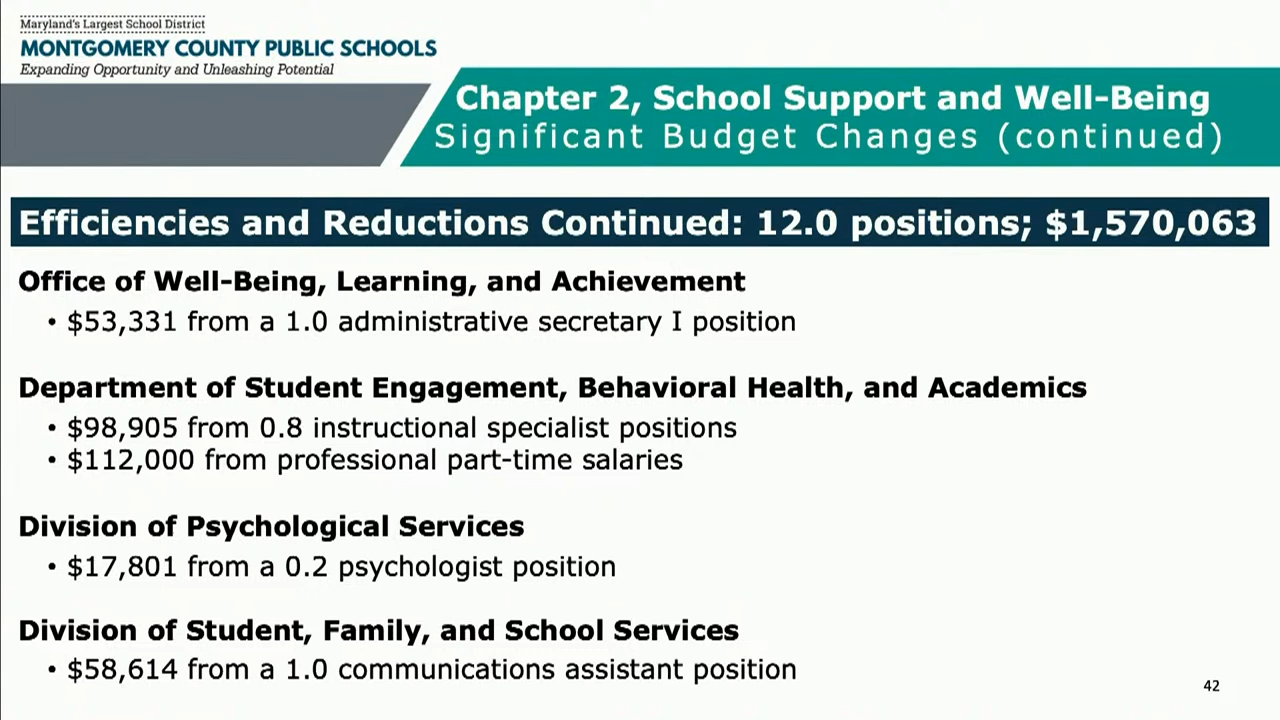 Maryland's Largest School District
MONTGOMERY COUNTY PUBLIC SCHOOLS
Expanding Opportunity and Unleashing Potential
Chapter 2, School Support and Well-Being
Significant Budget Changes (continued)
Efficiencies and Reductions Continued: 12.0 positions; $1,570,063
Office of Well-Being, Learning, and Achievement
• $53,331 from a 1.0 administrative secretary I position
Department of Student Engagement, Behavioral Health, and Academics
• $98,905 from 0.8 instructional specialist positions
• $112,000 from professional part-time salaries
Division of Psychological Services
• $17,801 from a 0.2 psychologist position
Division of Student, Family, and School Services
• $58,614 from a 1.0 communications assistant position
42